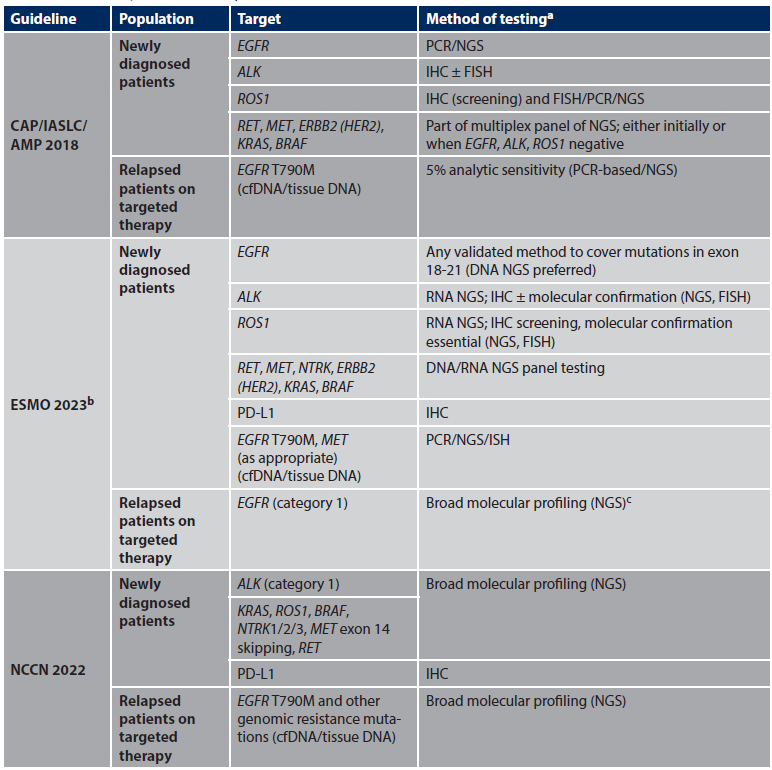 Guideline Population Target Method of testingᵃ
CAP/IASLC/
AMP 2018
Newly
diagnosed
patients
EGFR
PCR/NGS
ALK
IHC ± FISH
ROS1
IHC (screening) and FISH/PCR/NGS
RET, MET, ERBB2 (HER2),
KRAS, BRAF
Part of multiplex panel of NGS; either initially or
when EGFR, ALK, ROS1 negative
Relapsed
patients on
targeted
therapy
EGFR T790M
(cfDNA/tissue DNA)
5% analytic sensitivity (PCR-based/NGS)
ESMO 2023ᵇ
Newly
diagnosed
patients
EGFR
Any validated method to cover mutations in exon
18-21 (DNA NGS preferred)
ALK
RNA NGS; IHC ± molecular confirmation (NGS, FISH)
ROS1
RNA NGS; IHC screening, molecular confirmation
essential (NGS, FISH)
RET, MET, NTRK, ERBB2
(HER2), KRAS, BRAF
DNA/RNA NGS panel testing
PD-L1
IHC
EGFR T790M, MET
(as appropriate)
(cfDNA/tissue DNA)
PCR/NGS/ISH
Relapsed
patients on
targeted
therapy
EGFR (category 1)
Broad molecular profiling (NGS)ᶜ
NCCN 2022
Newly
diagnosed
patients
ALK (category 1)
Broad molecular profiling (NGS)
KRAS, ROS1, BRAF,
NTRK1/2/3, MET exon 14
skipping, RET
PD-L1
IHC
Relapsed
patients on
targeted
therapy
EGFR T790M and other
genomic resistance muta-
tions (cfDNA/tissue DNA)
Broad molecular profiling (NGS)